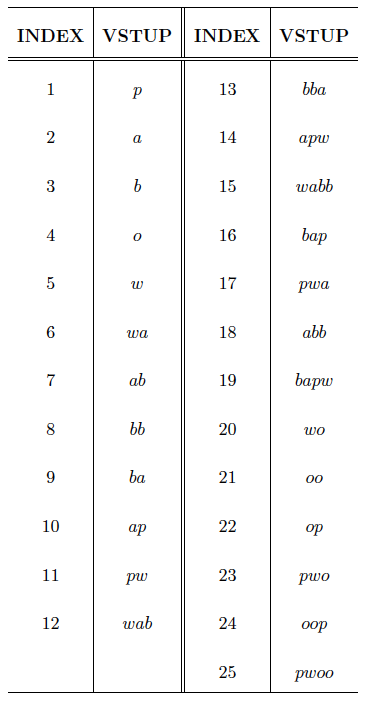 INDEX VSTUP INDEX VSTUP
1 p 13 bba
2 a 14 apw
3 b 15 wabb
4 o 16 bap
5 w 17 pwa
6 wa 18 abb
7 ab 19 bapw
8 bb 20 wo
9 ba 21 oo
10 ap 22 op
11 pw 23 pwo
12 wab 24 oop
25 pwoo